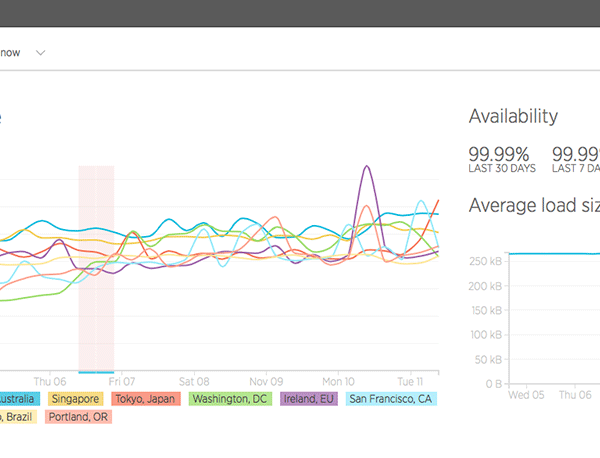 now
Availability
99.99%
LAST 30 DAYS
99.99
LAST 7 DA
Average load siz
250 kB
200 kB
150 kB
100 kB
50 kB
0 B
Wed 05 Thu 06
Thu 06 Fri 07 Sat 08 Nov 09 Mon 10 Tue 11
ustralia Singapore Tokyo, Japan Washington, DC Ireland, EU San Francisco, CA
, Brazil Portland, OR